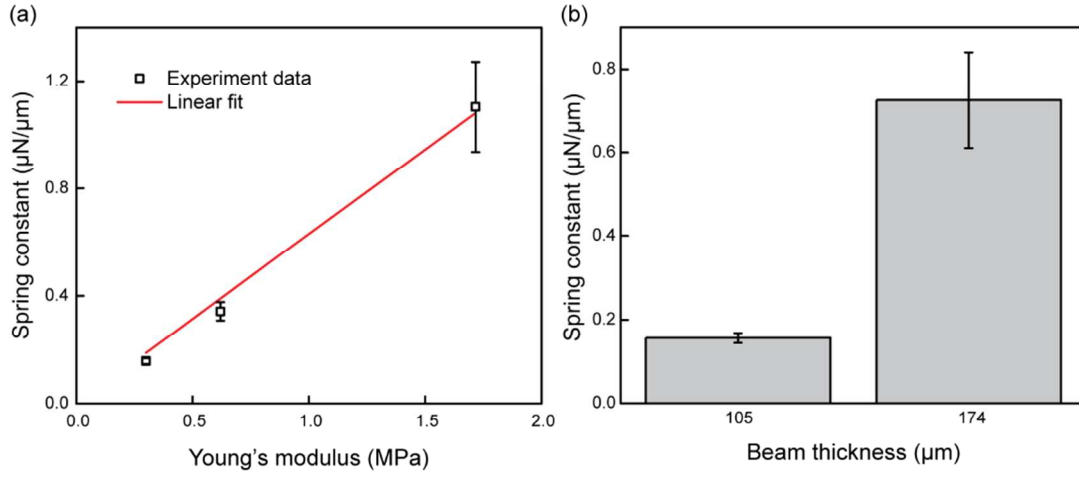 (a)
Spring constant (µN/µm)
1.2
0.8
0.4
0.0
Experiment data
Linear fit
0.0 0.5 1.0 1.5 2.0
Young's modulus (MPa)
(b)
Spring constant (µN/µm)
0.8
0.6
0.4
0.2
0.0
105 174
Beam thickness (µm)